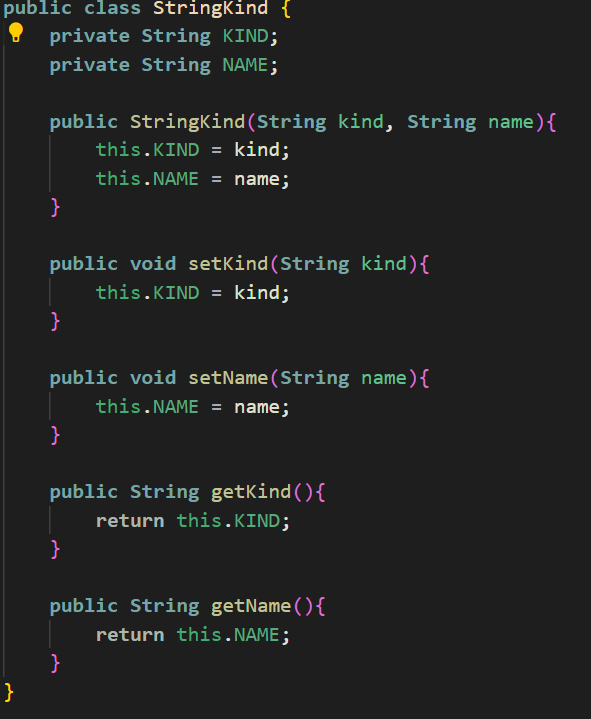 public class StringKind {
    private String KIND;
    private String NAME;

    public StringKind(String kind, String name){
        this.KIND = kind;
        this.NAME = name;
    }

    public void setKind(String kind){
        this.KIND = kind;
    }

    public void setName(String name){
        this.NAME = name;
    }

    public String getKind(){
        return this.KIND;
    }

    public String getName(){
        return this.NAME;
    }
}